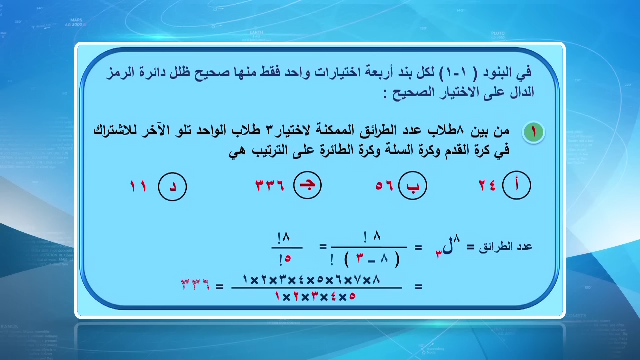 في البنود ( ١-١ ) لكل بند أربعة اختيارات واحد فقط منها صحيح ظلل دائرة الرمز
الدال على الاختيار الصحيح :
١ من بين ٨طلاب عدد الطرائق الممكنة لاختيار ٣ طلاب الواحد تلو الآخر للاشتراك
في كرة القدم وكرة السلة وكرة الطائرة على الترتيب هي
أ ٢٤ ب ٥٦ جـ ٣٣٦ د ١١
عدد الطرائق = ⁸ل₃ = ٨ ! / ( ٨ – ٣ ) ! = ٨! / ٥!
= ٨×٧×٦×٥×٤×٣×٢×١ / ٥×٤×٣×٢×١ = ٣٣٦